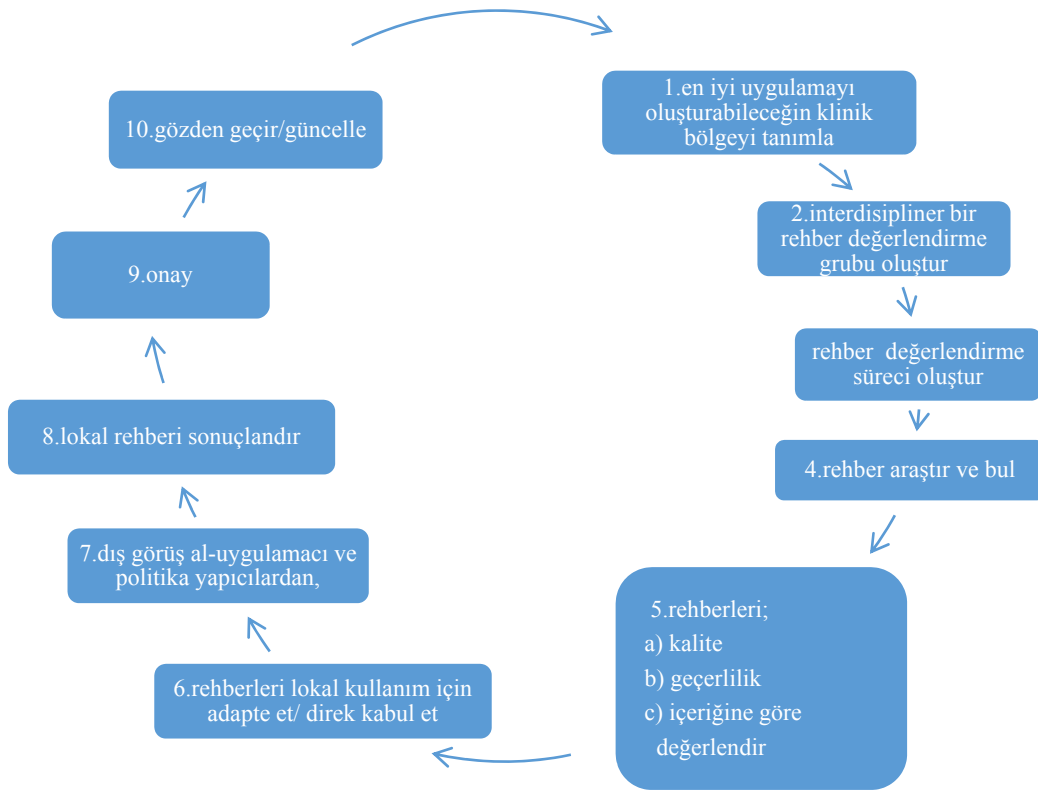 1.en iyi uygulamayı
oluşturabileceğin klinik
bölgeyi tanımla
2.interdisipliner bir
rehber değerlendirme
grubu oluştur
rehber değerlendirme
süreci oluştur
4.rehber araştır ve bul
5.rehberleri;
a) kalite
b) geçerlilik
c) içeriğine göre
değerlendir
6.rehberleri lokal kullanım için
adapte et/ direk kabul et
7.dış görüş al-uygulamacı ve
politika yapıcılardan,
8.lokal rehberi sonuçlandır
9.onay
10.gözden geçir/güncelle